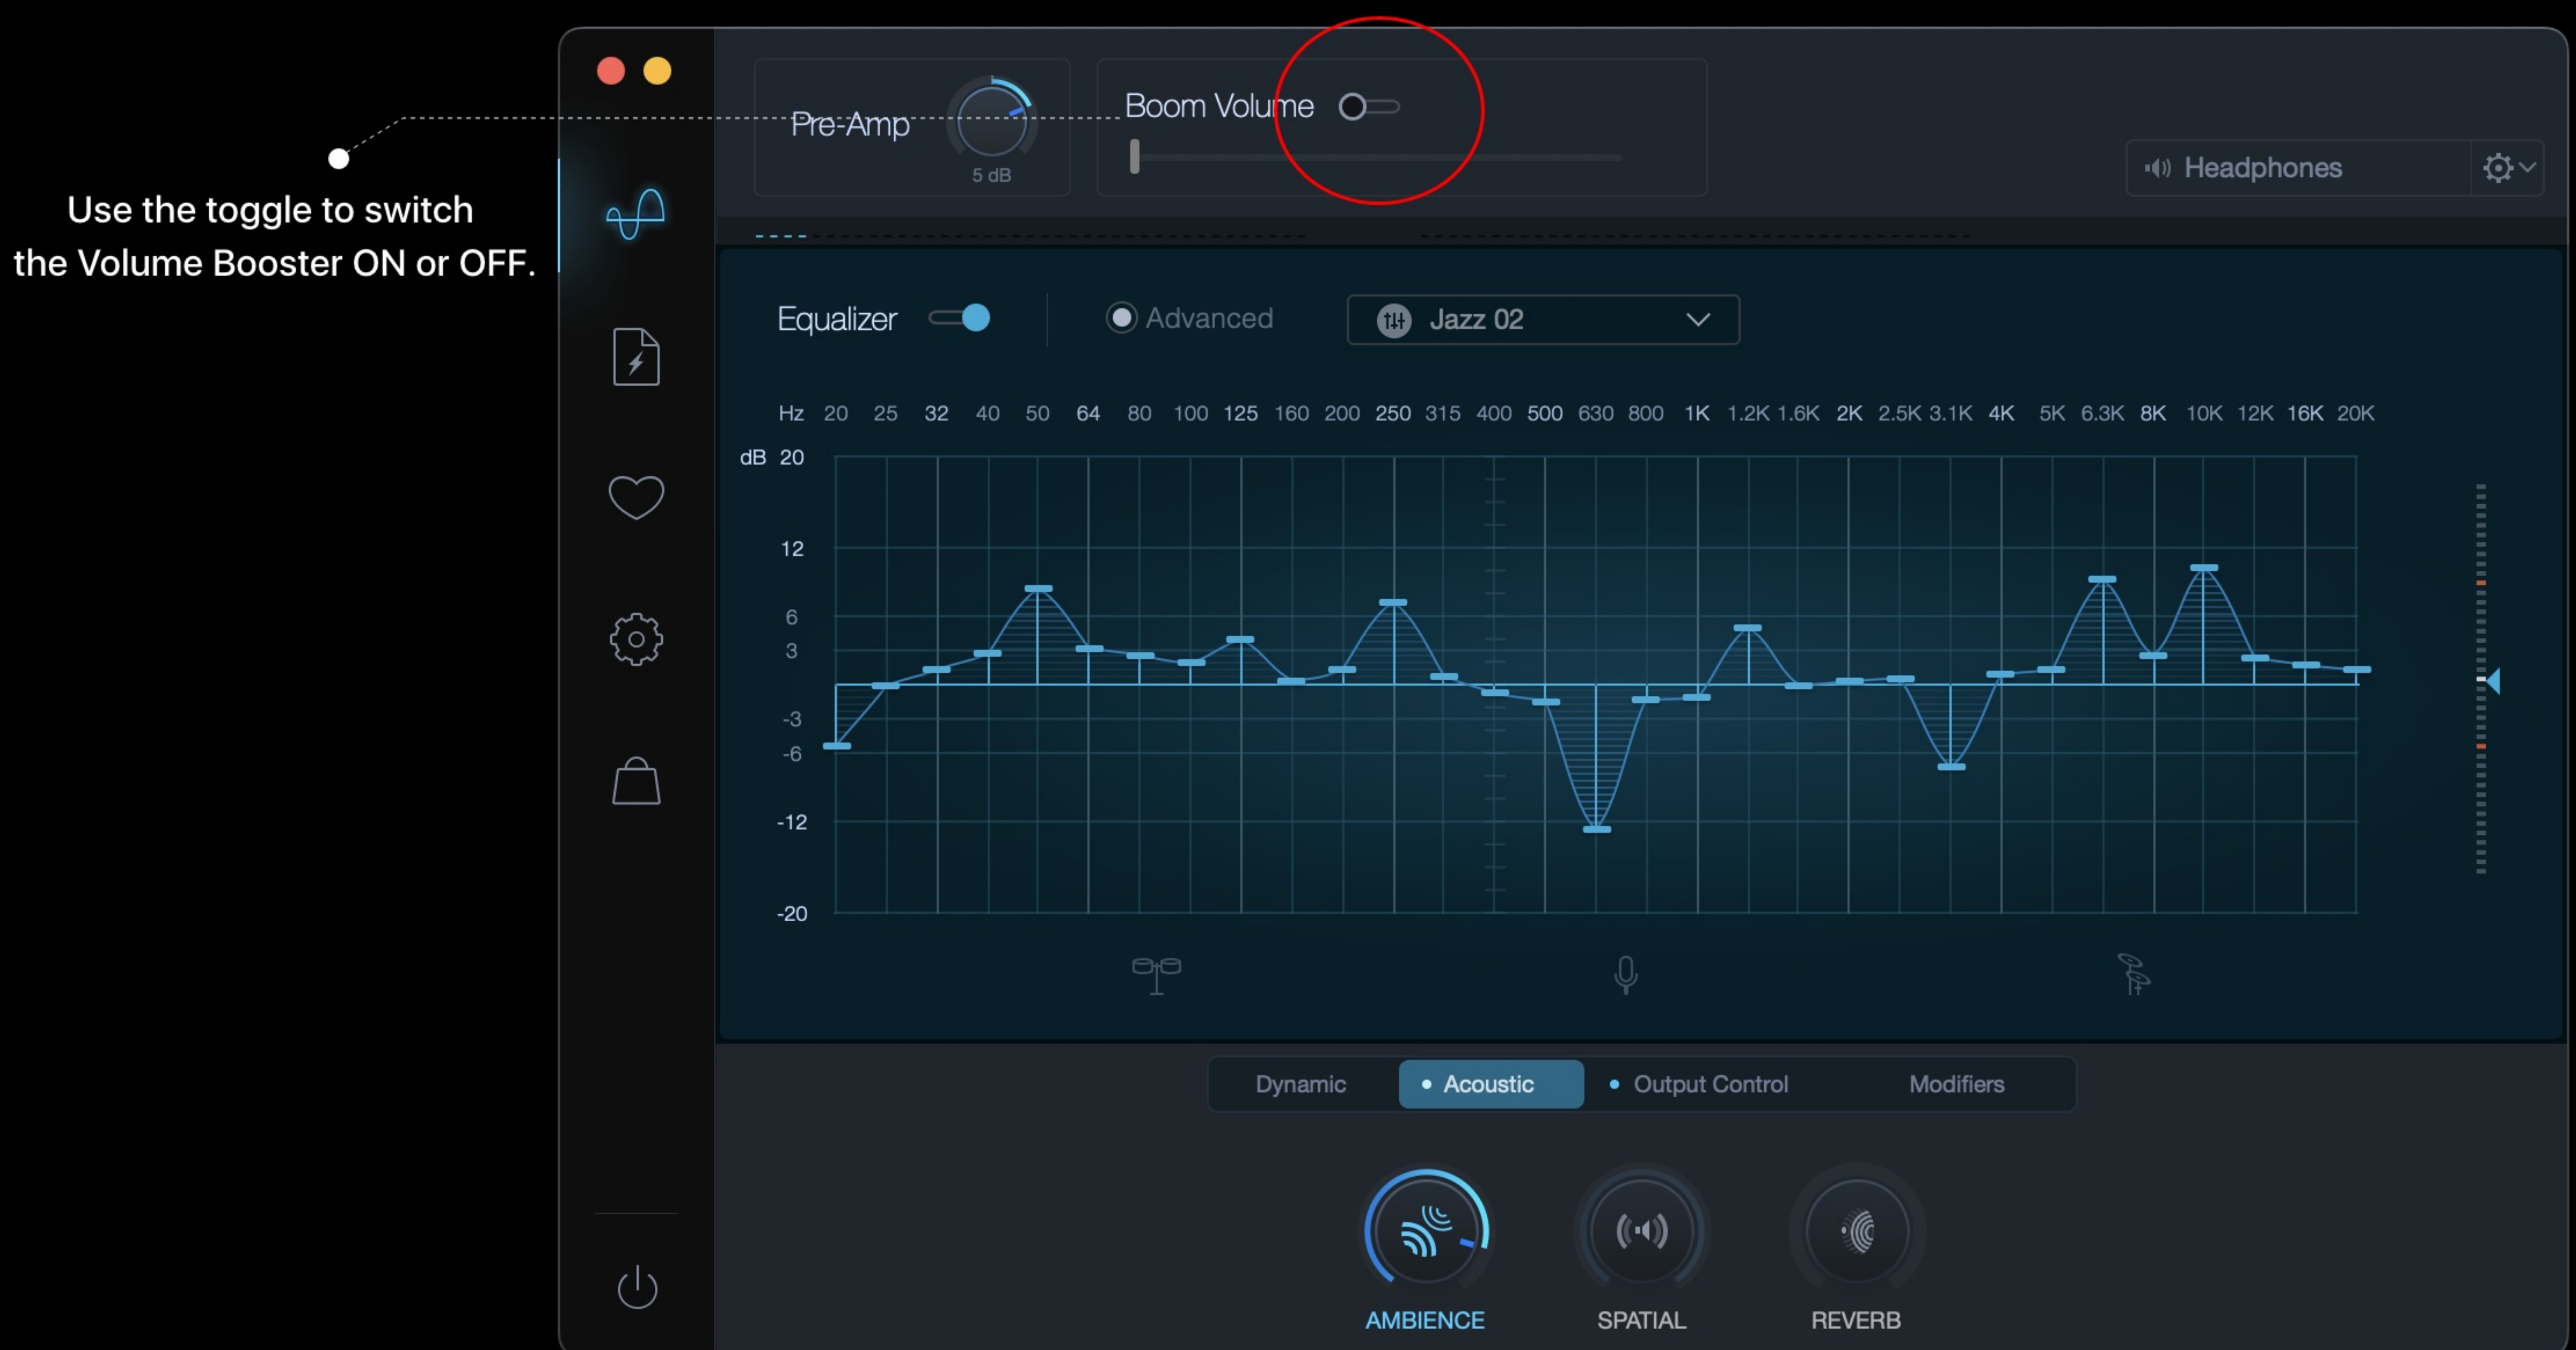 Use the toggle to switch
the Volume Booster ON or OFF.
Pre-Amp
5 dB
Boom Volume
Headphones
Equalizer
Advanced
Jazz 02
Hz 20 25 32 40 50 64 80 100 125 160 200 250 315 400 500 630 800 1K 1.2K 1.6K 2K 2.5K 3.1K 4K 5K 6.3K 8K 10K 12K 16K 20K
dB 20
12
6
3
-3
-6
-12
-20
Dynamic Acoustic Output Control Modifiers
AMBIENCE SPATIAL REVERB